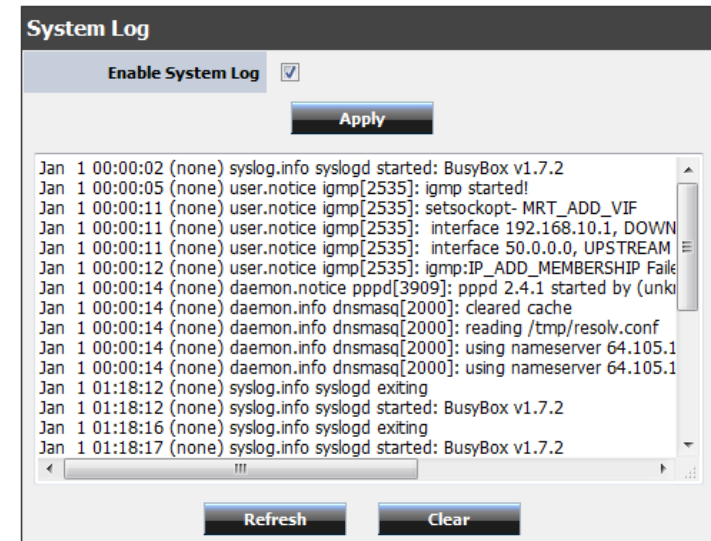 System Log
Enable System Log
Apply
Jan 1 00:00:02 (none) syslog.info syslogd started: BusyBox v1.7.2
Jan 1 00:00:05 (none) user.notice igmp[2535]: igmp started!
Jan 1 00:00:11 (none) user.notice igmp[2535]: setsockopt- MRT_ADD_VIF
Jan 1 00:00:11 (none) user.notice igmp[2535]: interface 192.168.10.1, DOWN
Jan 1 00:00:11 (none) user.notice igmp[2535]: interface 50.0.0.0, UPSTREAM
Jan 1 00:00:12 (none) user.notice igmp[2535]: igmp:IP_ADD_MEMBERSHIP Faile
Jan 1 00:00:14 (none) daemon.notice pppd[3909]: pppd 2.4.1 started by (unk
Jan 1 00:00:14 (none) daemon.info dnsmasq[2000]: cleared cache
Jan 1 00:00:14 (none) daemon.info dnsmasq[2000]: reading /tmp/resolv.conf
Jan 1 00:00:14 (none) daemon.info dnsmasq[2000]: using nameserver 64.105.1
Jan 1 00:00:14 (none) daemon.info dnsmasq[2000]: using nameserver 64.105.1
Jan 1 01:18:12 (none) syslog.info syslogd exiting
Jan 1 01:18:12 (none) syslog.info syslogd started: BusyBox v1.7.2
Jan 1 01:18:16 (none) syslog.info syslogd exiting
Jan 1 01:18:17 (none) syslog.info syslogd started: BusyBox v1.7.2
Refresh
Clear